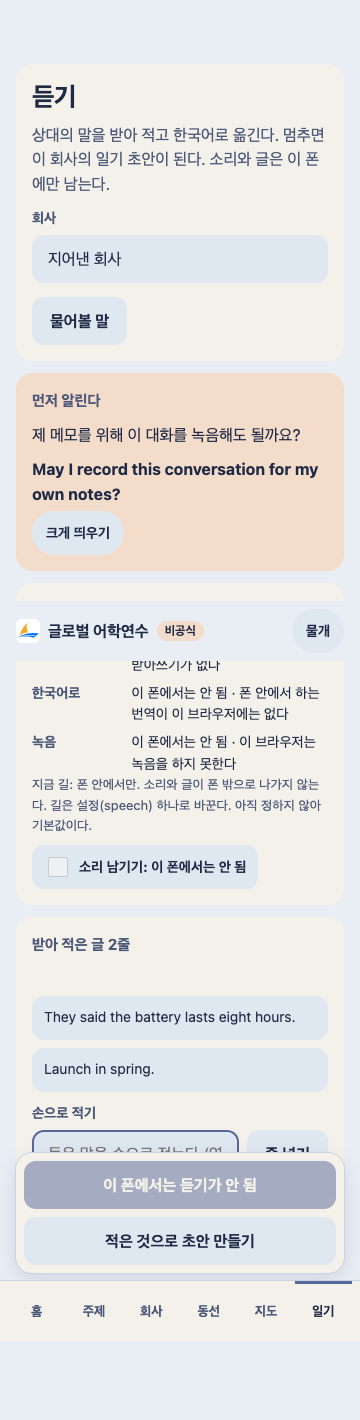 듣기
상대의 말을 받아 적고 한국어로 옮긴다. 멈추면
이 회사의 일기 초안이 된다. 소리와 글은 이 폰
에만 남는다.
회사
지어낸 회사
물어볼 말
먼저 알린다
제 메모를 위해 이 대화를 녹음해도 될까요?
May I record this conversation for my
own notes?
크게 띄우기
글로벌 어학연수 비공식 물개
받아쓰기가 없다
한국어로 이 폰에서는 안 됨 · 폰 안에서 하는
번역이 이 브라우저에는 없다
녹음 이 폰에서는 안 됨 · 이 브라우저는
녹음을 하지 못한다
지금 길: 폰 안에서만. 소리와 글이 폰 밖으로 나가지 않는
다. 길은 설정(speech) 하나로 바꾼다. 아직 정하지 않아
기본값이다.
소리 남기기: 이 폰에서는 안 됨
받아 적은 글 2줄
They said the battery lasts eight hours.
Launch in spring.
손으로 적기
이 폰에서는 듣기가 안 됨
적은 것으로 초안 만들기
홈 주제 회사 동선 지도 일기